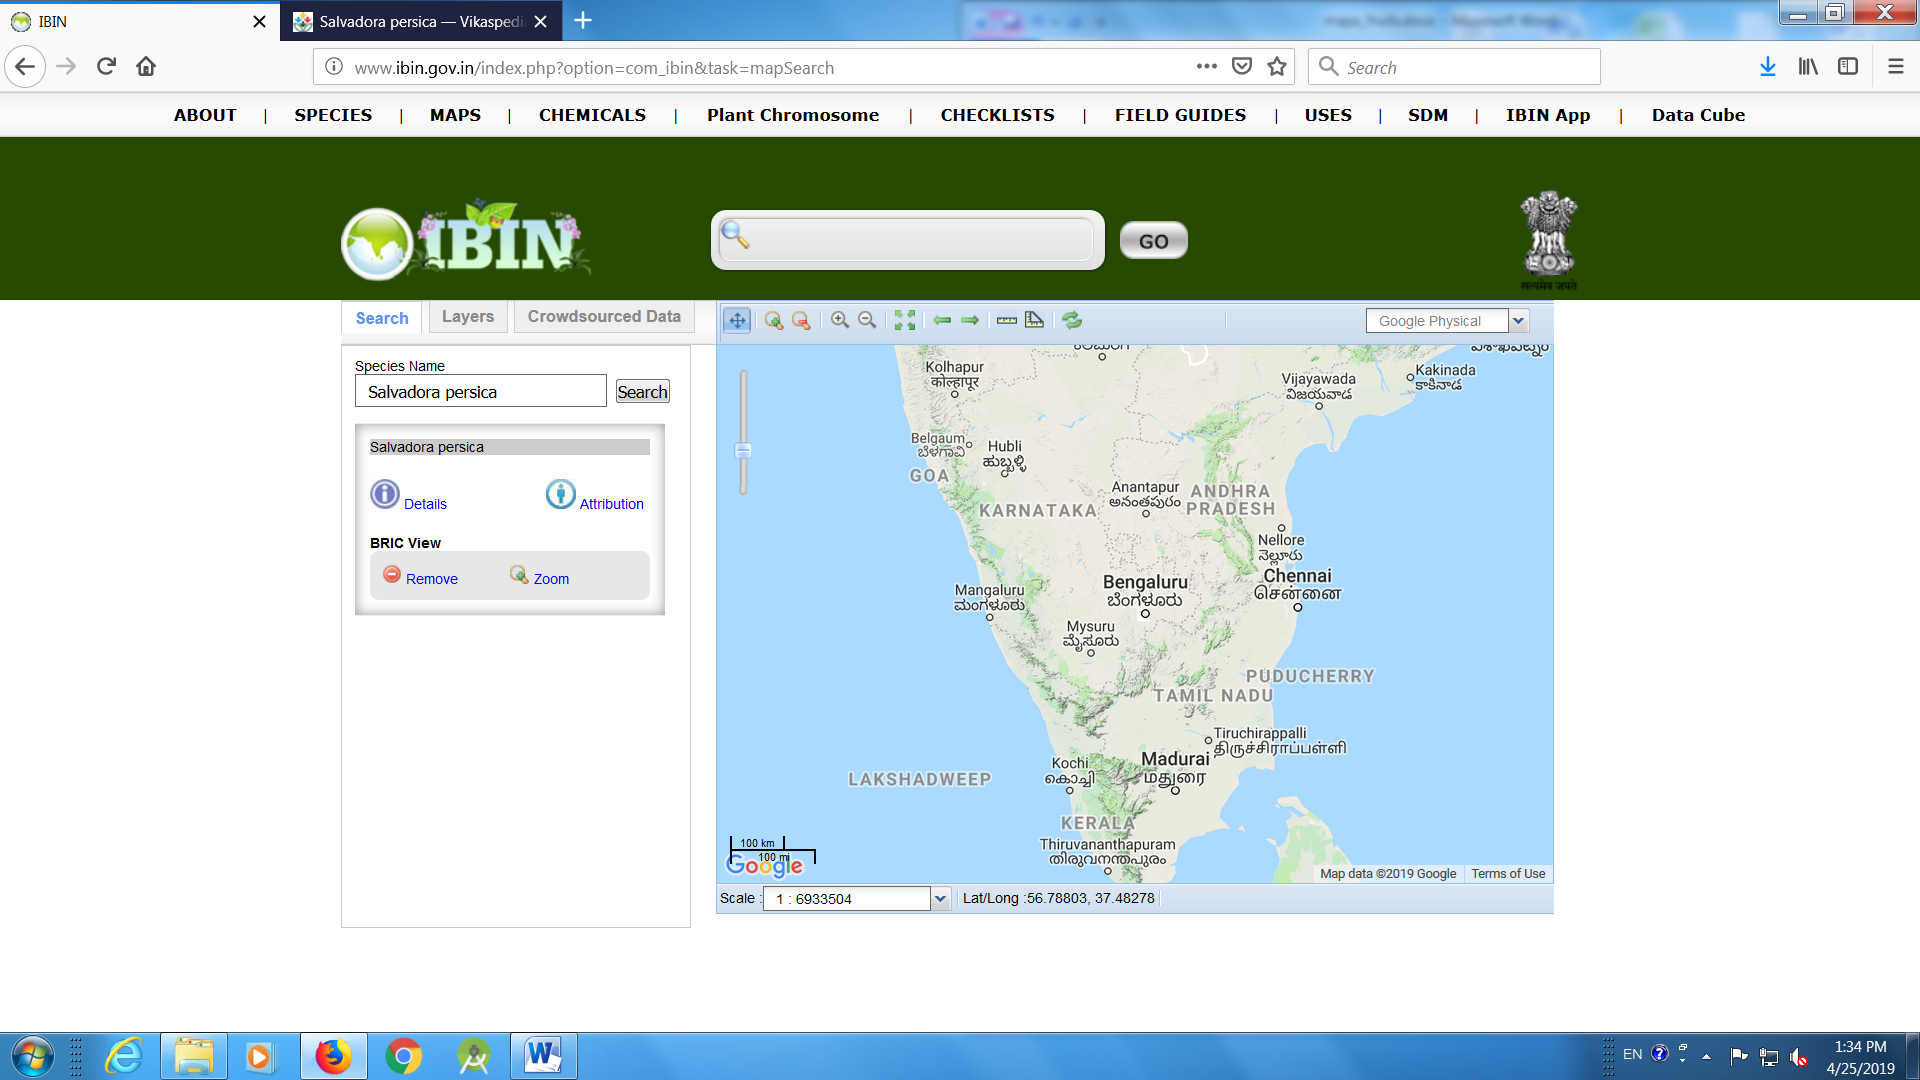 IBIN
Salvadora persica — Vikaspedi
www.ibin.gov.in/index.php?option=com_ibin&task=mapSearch
Search
ABOUT | SPECIES | MAPS | CHEMICALS | Plant Chromosome | CHECKLISTS | FIELD GUIDES | USES | SDM | IBIN App | Data Cube
IBIN
GO
सत्यमेव जयते
Search
Layers
Crowdsourced Data
Google Physical
Species Name
Salvadora persica
Search
Salvadora persica
Details
Attribution
BRIC View
Remove
Zoom
Kolhapur
कोल्हापूर
Vijayawada
విజయవాడ
Kakinada
కాకినాడ
విశాఖపట్నం
Belgaum
ಬೆಳಗಾವಿ
Hubli
ಹುಬ್ಬಳ್ಳಿ
GOA
KARNATAKA
Anantapur
అనంతపురం
ANDHRA
PRADESH
Nellore
నెల్లూరు
Bengaluru
ಬೆಂಗಳೂರು
Chennai
சென்னை
Mangaluru
ಮಂಗಳೂರು
Mysuru
ಮೈಸೂರು
PUDUCHERRY
TAMIL NADU
Tiruchirappalli
திருச்சிராப்பள்ளி
Kochi
കൊച്ചി
Madurai
மதுரை
LAKSHADWEEP
KERALA
Thiruvananthapuram
തിരുവനന്തപുരം
100 km
100 mi
Google
Map data ©2019 Google
Terms of Use
Scale :
1 : 6933504
Lat/Long :56.78803, 37.48278
EN
1:34 PM
4/25/2019